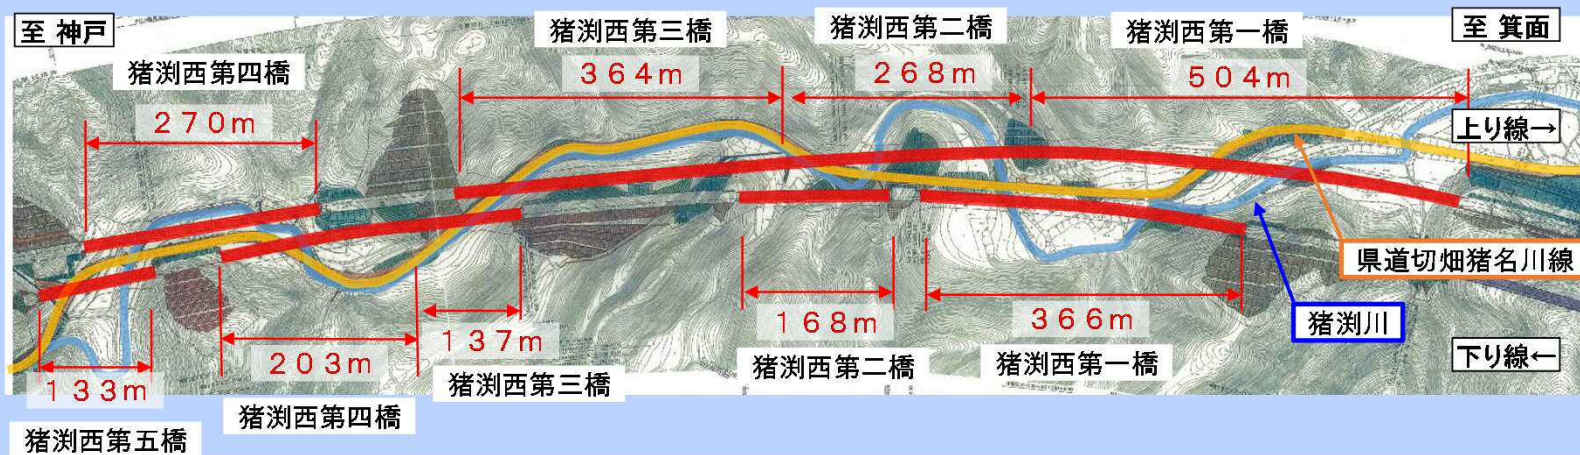 至 神戸
猪渕西第三橋
猪渕西第二橋
猪渕西第一橋
至 箕面
猪渕西第四橋
364m
268m
504m
270m
上り線→
県道切畑猪名川線
猪渕川
168m
366m
137m
203m
133m
下り線←
猪渕西第二橋
猪渕西第一橋
猪渕西第三橋
猪渕西第四橋
猪渕西第五橋